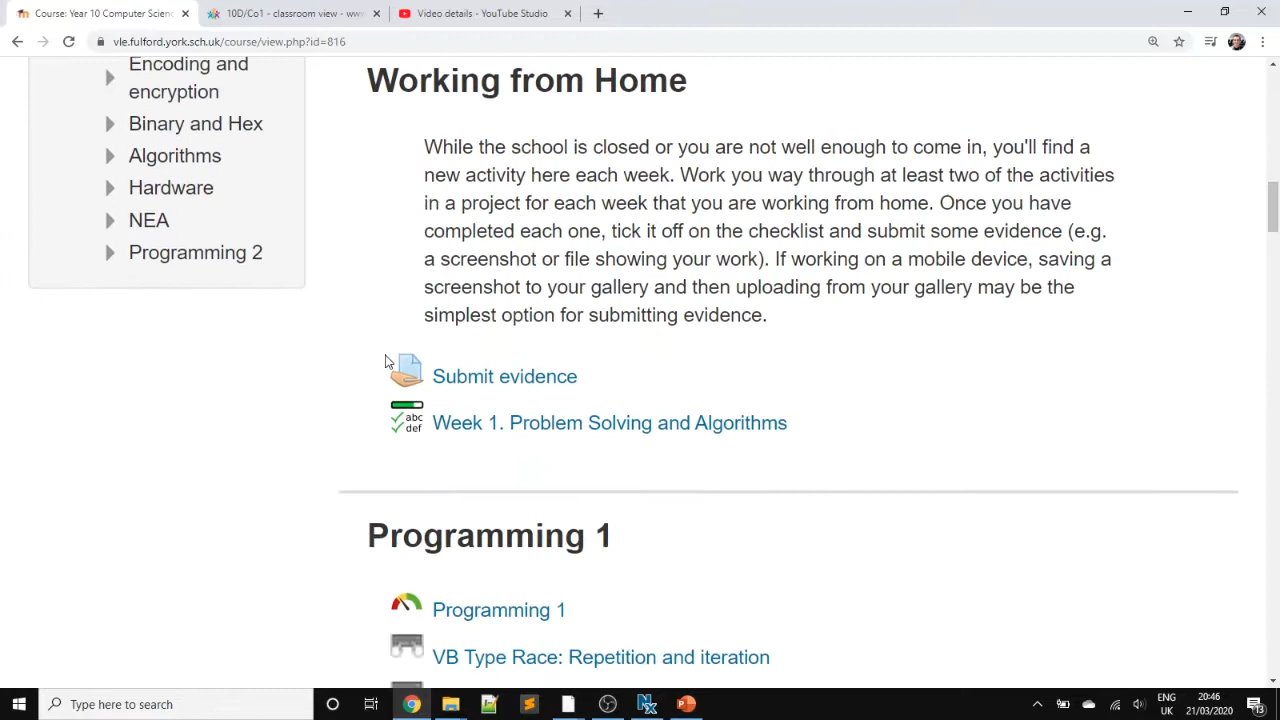 Course: Year 10 Computer Scienc
10D/Co1 - classroom view - ww
Video details - YouTube Studio
vle.fulford.york.sch.uk/course/view.php?id=816
Encoding and
encryption
Binary and Hex
Algorithms
Hardware
NEA
Programming 2
Working from Home
While the school is closed or you are not well enough to come in, you'll find a
new activity here each week. Work you way through at least two of the activities
in a project for each week that you are working from home. Once you have
completed each one, tick it off on the checklist and submit some evidence (e.g.
a screenshot or file showing your work). If working on a mobile device, saving a
screenshot to your gallery and then uploading from your gallery may be the
simplest option for submitting evidence.
Submit evidence
abc
def
Week 1. Problem Solving and Algorithms
Programming 1
Programming 1
VB Type Race: Repetition and iteration
Type here to search
ENG
UK
20:46
21/03/2020
13